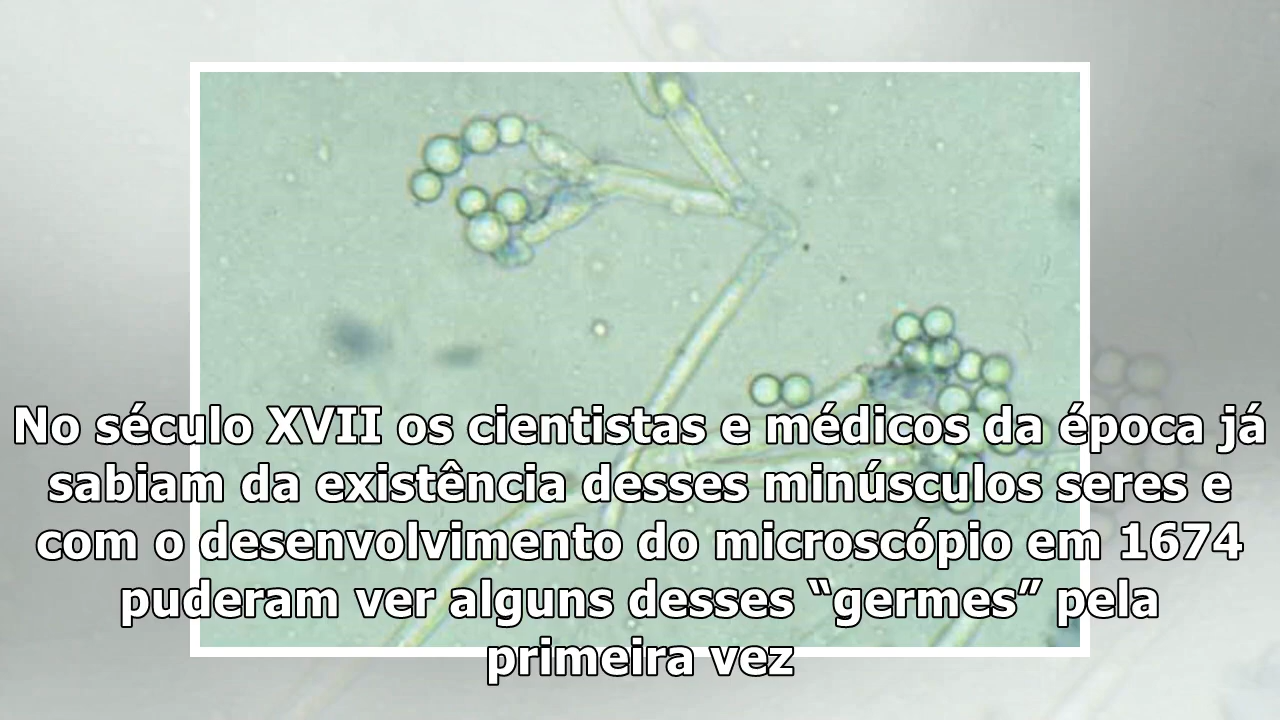 No século XVII os cientistas e médicos da época já
sabiam da existência desses minúsculos seres e
com o desenvolvimento do microscópio em 1674
puderam ver alguns desses “germes” pela
primeira vez